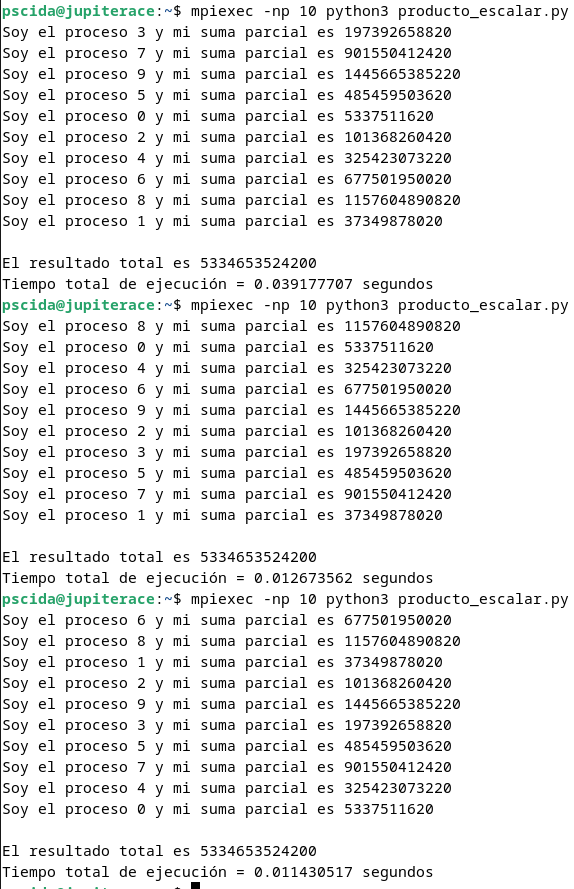 pscida@jupiterace:~$ mpiexec -np 10 python3 producto_escalar.py
Soy el proceso 3 y mi suma parcial es 197392658820
Soy el proceso 7 y mi suma parcial es 901550412420
Soy el proceso 9 y mi suma parcial es 1445665385220
Soy el proceso 5 y mi suma parcial es 485459503620
Soy el proceso 0 y mi suma parcial es 5337511620
Soy el proceso 2 y mi suma parcial es 101368260420
Soy el proceso 4 y mi suma parcial es 325423073220
Soy el proceso 6 y mi suma parcial es 677501950020
Soy el proceso 8 y mi suma parcial es 1157604890820
Soy el proceso 1 y mi suma parcial es 37349878020

El resultado total es 5334653524200
Tiempo total de ejecución = 0.039177707 segundos
pscida@jupiterace:~$ mpiexec -np 10 python3 producto_escalar.py
Soy el proceso 8 y mi suma parcial es 1157604890820
Soy el proceso 0 y mi suma parcial es 5337511620
Soy el proceso 4 y mi suma parcial es 325423073220
Soy el proceso 6 y mi suma parcial es 677501950020
Soy el proceso 9 y mi suma parcial es 1445665385220
Soy el proceso 2 y mi suma parcial es 101368260420
Soy el proceso 3 y mi suma parcial es 197392658820
Soy el proceso 5 y mi suma parcial es 485459503620
Soy el proceso 7 y mi suma parcial es 901550412420
Soy el proceso 1 y mi suma parcial es 37349878020

El resultado total es 5334653524200
Tiempo total de ejecución = 0.012673562 segundos
pscida@jupiterace:~$ mpiexec -np 10 python3 producto_escalar.py
Soy el proceso 6 y mi suma parcial es 677501950020
Soy el proceso 8 y mi suma parcial es 1157604890820
Soy el proceso 1 y mi suma parcial es 37349878020
Soy el proceso 2 y mi suma parcial es 101368260420
Soy el proceso 9 y mi suma parcial es 1445665385220
Soy el proceso 3 y mi suma parcial es 197392658820
Soy el proceso 5 y mi suma parcial es 485459503620
Soy el proceso 7 y mi suma parcial es 901550412420
Soy el proceso 4 y mi suma parcial es 325423073220
Soy el proceso 0 y mi suma parcial es 5337511620

El resultado total es 5334653524200
Tiempo total de ejecución = 0.011430517 segundos